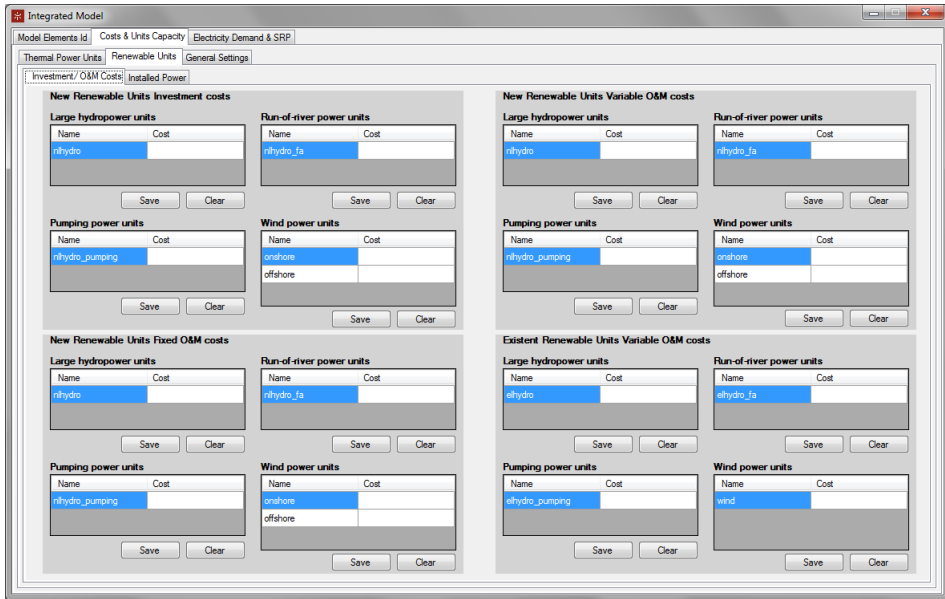 Integrated Model
Model Elements Id Costs & Units Capacity Electricity Demand & SRP
Thermal Power Units Renewable Units General Settings
Investment/ O&M Costs Installed Power
New Renewable Units Investment costs
Large hydropower units Run-of-river power units
Name Cost Name Cost
nlhydro nlhydro_fa
Save Clear Save Clear
Pumping power units Wind power units
Name Cost Name Cost
nlhydro_pumping onshore
offshore
Save Clear Save Clear
New Renewable Units Variable O&M costs
Large hydropower units Run-of-river power units
Name Cost Name Cost
nlhydro nlhydro_fa
Save Clear Save Clear
Pumping power units Wind power units
Name Cost Name Cost
nlhydro_pumping onshore
offshore
Save Clear Save Clear
New Renewable Units Fixed O&M costs
Large hydropower units Run-of-river power units
Name Cost Name Cost
nlhydro nlhydro_fa
Save Clear Save Clear
Pumping power units Wind power units
Name Cost Name Cost
nlhydro_pumping onshore
offshore
Save Clear Save Clear
Existent Renewable Units Variable O&M costs
Large hydropower units Run-of-river power units
Name Cost Name Cost
elhydro elhydro_fa
Save Clear Save Clear
Pumping power units Wind power units
Name Cost Name Cost
elhydro_pumping wind
Save Clear Save Clear